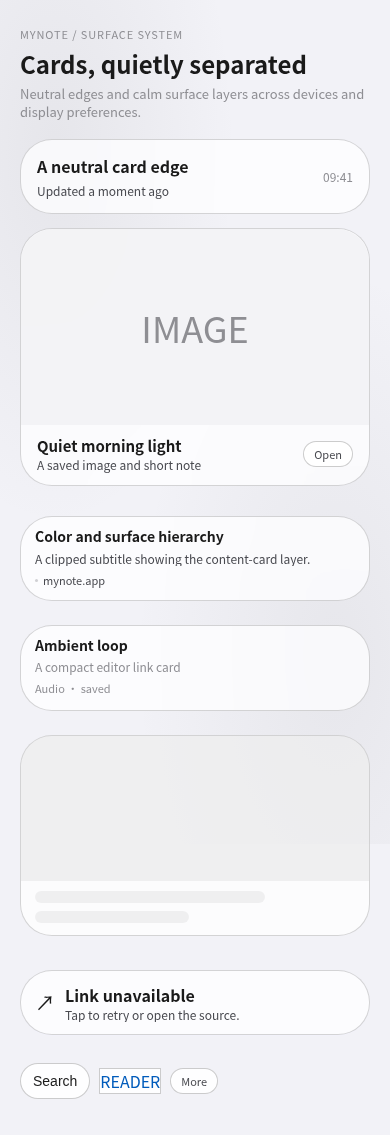 MYNOTE / SURFACE SYSTEM
Cards, quietly separated
Neutral edges and calm surface layers across devices and
display preferences.
A neutral card edge
Updated a moment ago
09:41
IMAGE
Quiet morning light
A saved image and short note
Open
Color and surface hierarchy
A clipped subtitle showing the content-card layer.
mynote.app
Ambient loop
A compact editor link card
Audio • saved
↗ Link unavailable
Tap to retry or open the source.
Search READER More